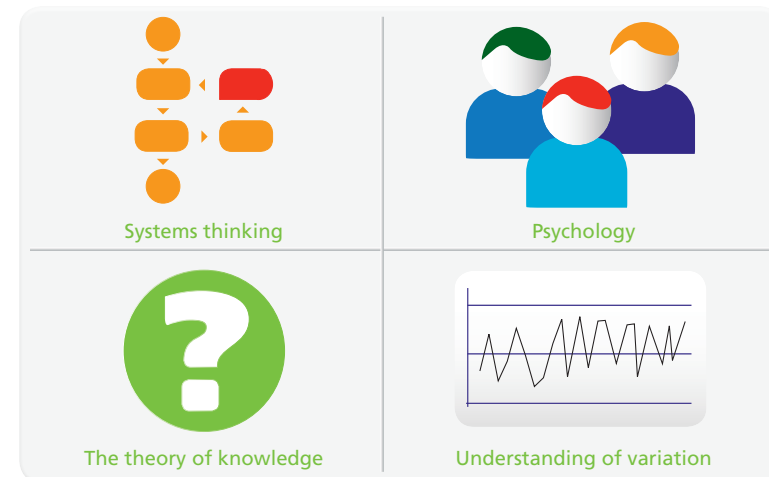 Systems thinking
Psychology
?
The theory of knowledge
Understanding of variation